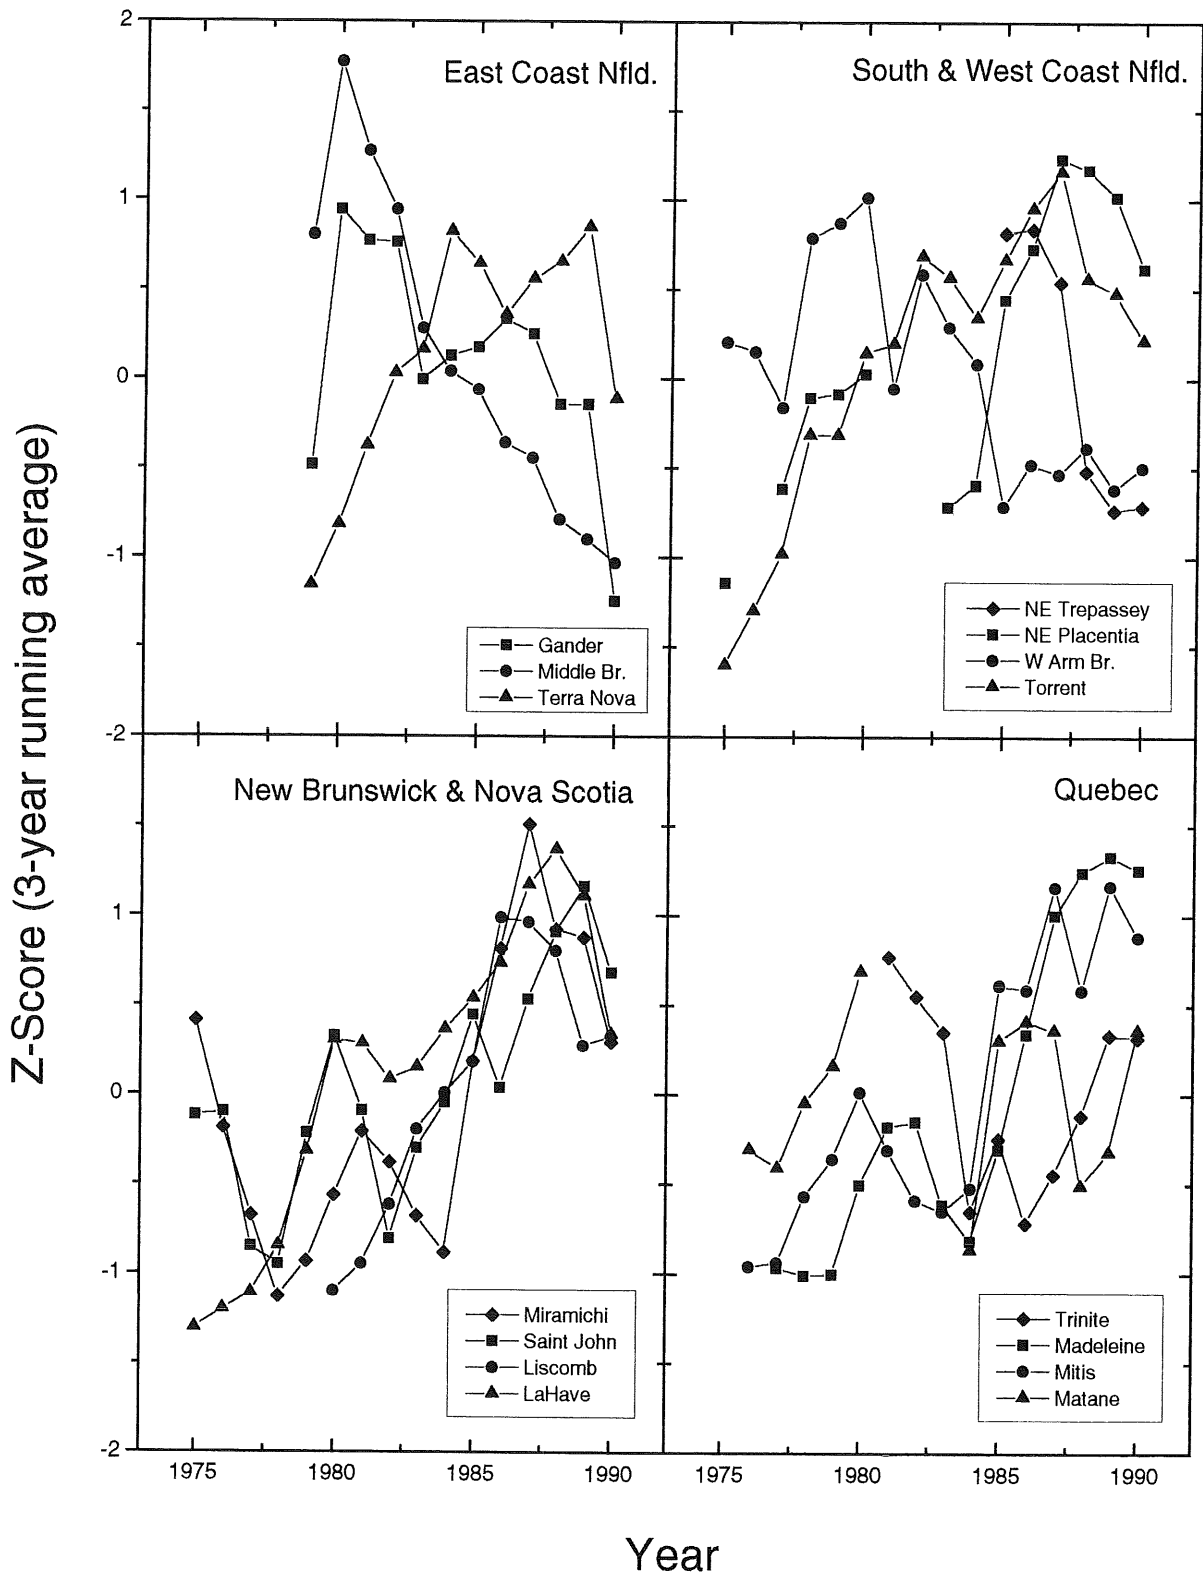 Z-Score (3-year running average)
2
1
0
-1
-2
East Coast Nfld.
Gander
Middle Br.
Terra Nova
South & West Coast Nfld.
NE Trepassey
NE Placentia
W Arm Br.
Torrent
1
0
-1
-2
New Brunswick & Nova Scotia
Miramichi
Saint John
Liscomb
LaHave
Quebec
Trinite
Madeleine
Mitis
Matane
1975
1980
1985
1990
1975
1980
1985
1990
Year